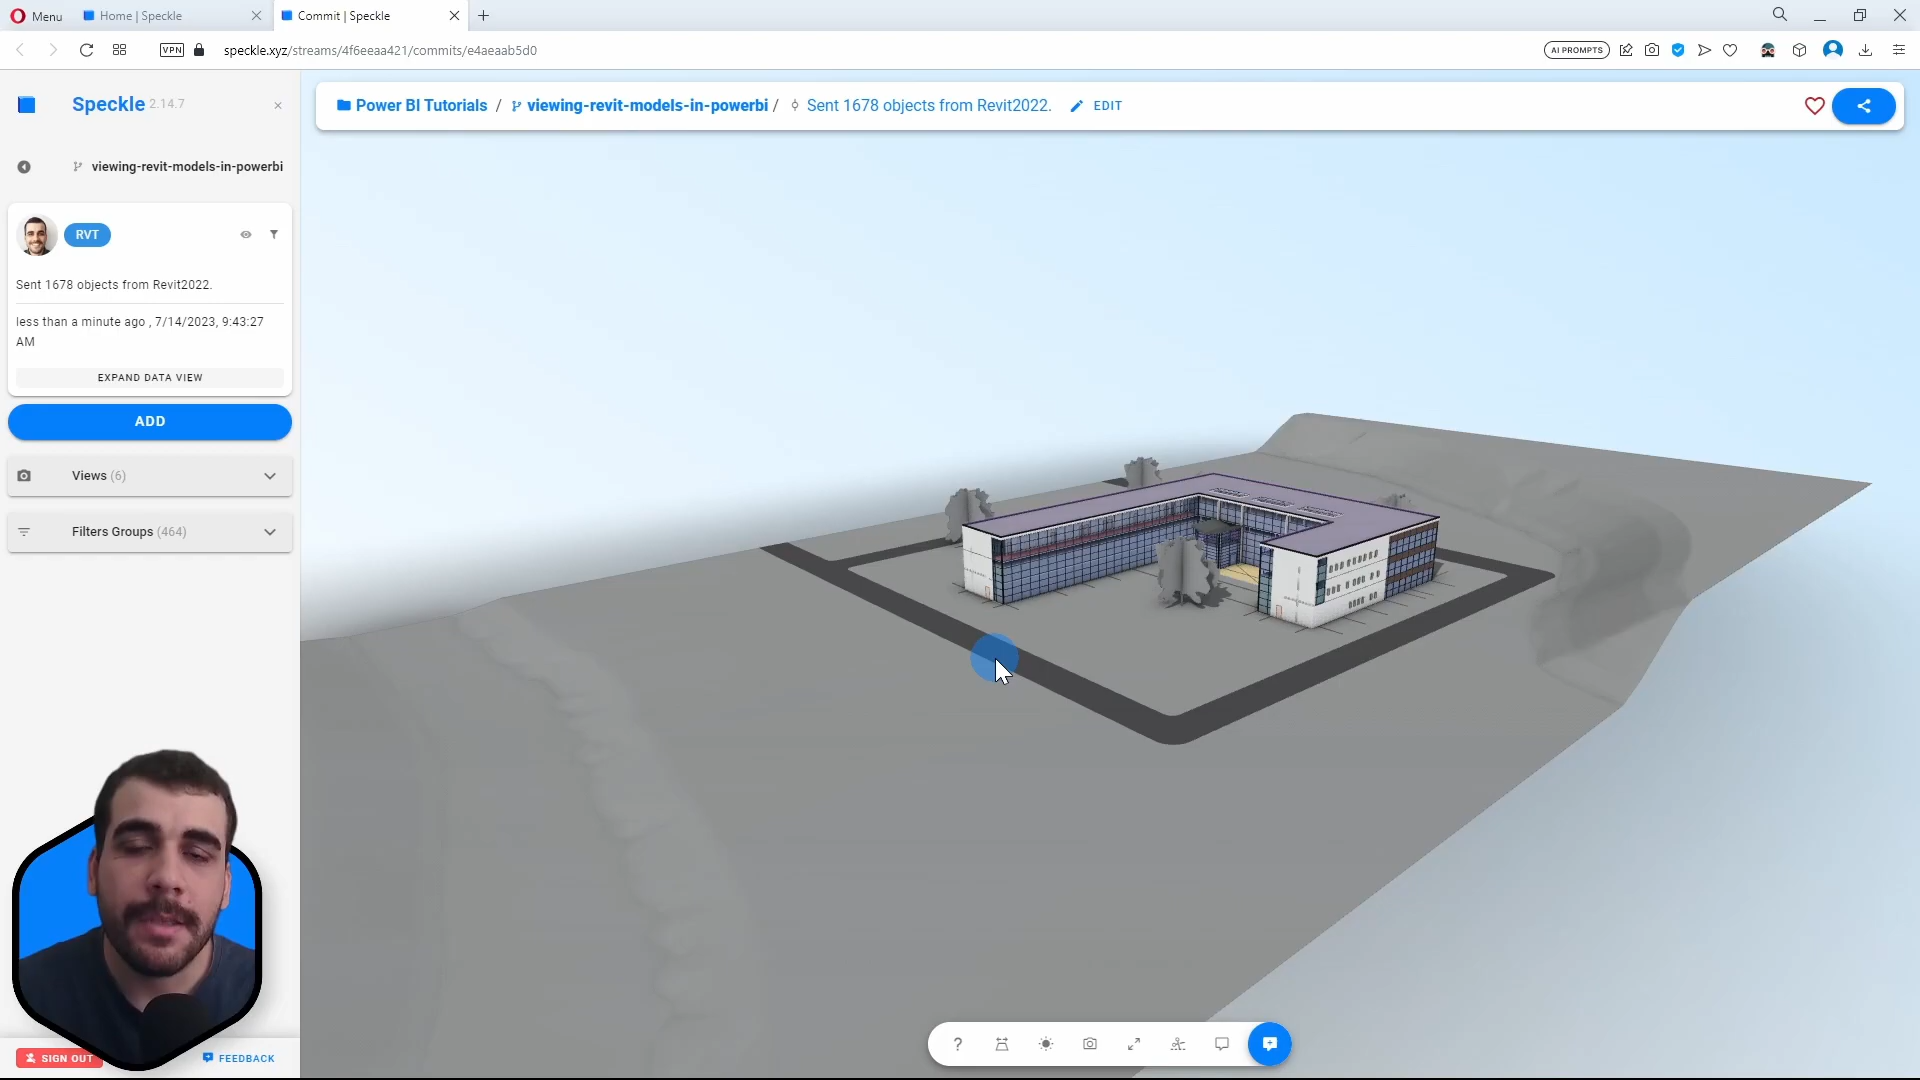 Menu
Home | Speckle
Commit | Speckle
VPN
speckle.xyz/streams/4f6eeaa421/commits/e4aeaab5d0
AI PROMPTS
Speckle 2.14.7
Power BI Tutorials / viewing-revit-models-in-powerbi / Sent 1678 objects from Revit2022. EDIT
viewing-revit-models-in-powerbi
RVT
Sent 1678 objects from Revit2022.
less than a minute ago , 7/14/2023, 9:43:27
AM
EXPAND DATA VIEW
ADD
Views (6)
Filters Groups (464)
SIGN OUT
FEEDBACK
?